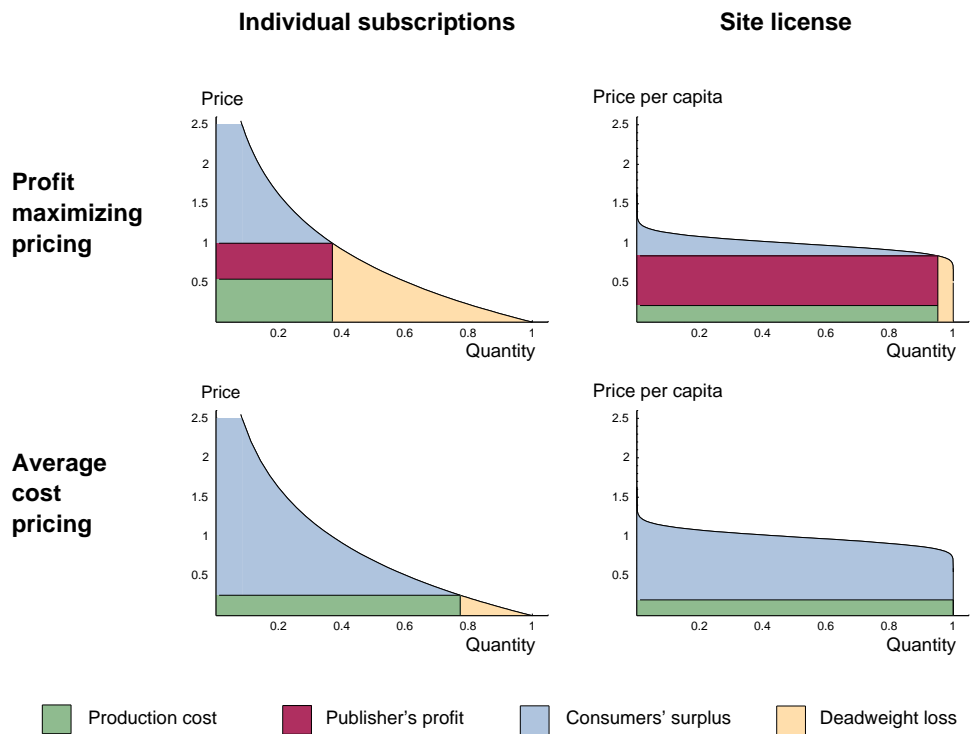 Individual subscriptions
Site license
Profit
maximizing
pricing
Price
2.5
2
1.5
1
0.5
0.2
0.4
0.6
0.8
1
Quantity
Price per capita
2.5
2
1.5
1
0.5
0.2
0.4
0.6
0.8
1
Quantity
Average
cost
pricing
Price
2.5
2
1.5
1
0.5
0.2
0.4
0.6
0.8
1
Quantity
Price per capita
2.5
2
1.5
1
0.5
0.2
0.4
0.6
0.8
1
Quantity
Production cost
Publisher's profit
Consumers' surplus
Deadweight loss